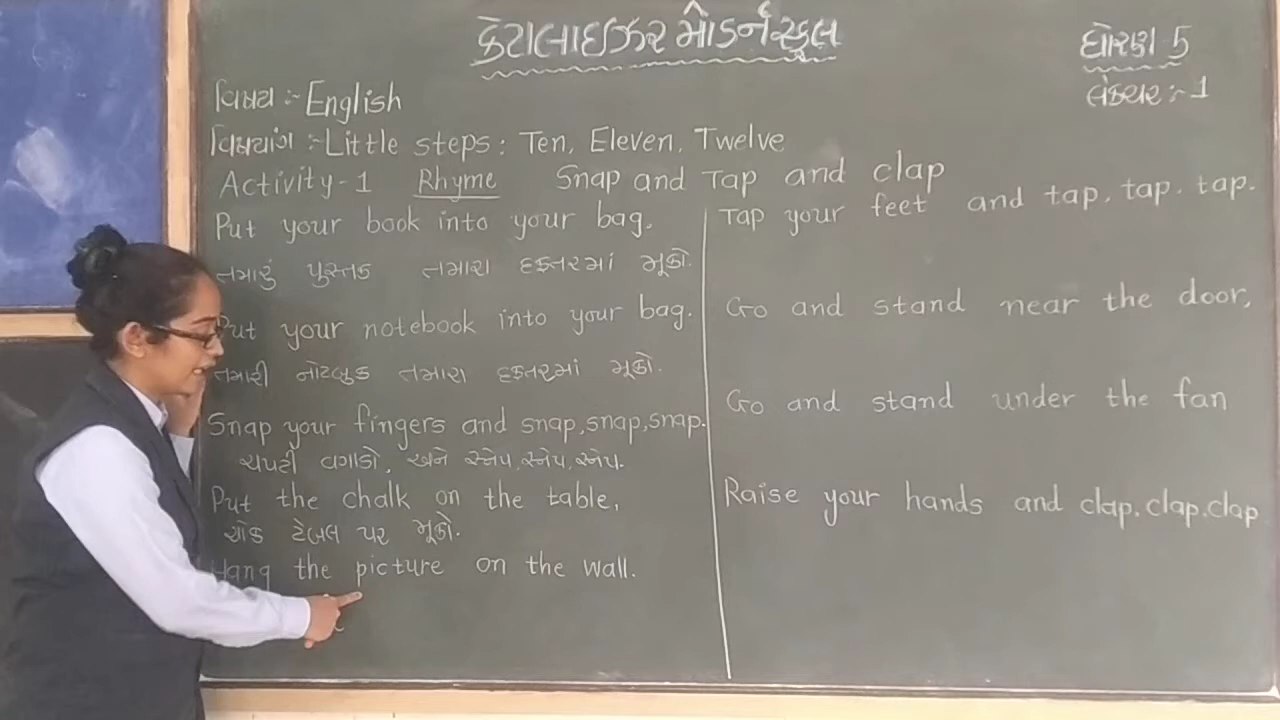 કેટાલાઇઝર મોડર્ન સ્કુલ
ધોરણ 5
લેક્ચર :- 1
વિષય :- English
વિષયાંગ :- Little steps: Ten, Eleven, Twelve
Activity-1 Rhyme Snap and Tap and clap
Put your book into your bag,
તમારું પુસ્તક તમારા દફતરમાં મૂકો.
Put your notebook into your bag.
તમારી નોટબુક તમારા દફતરમાં મૂકો.
Snap your fingers and snap, snap, snap.
ચપટી વગાડો, અને સ્નેપ, સ્નેપ, સ્નેપ.
Put the chalk on the table,
ચોક ટેબલ પર મૂકો.
Hang the picture on the wall.
Tap your feet and tap, tap, tap.
Go and stand near the door,
Go and stand under the fan
Raise your hands and clap, clap, clap